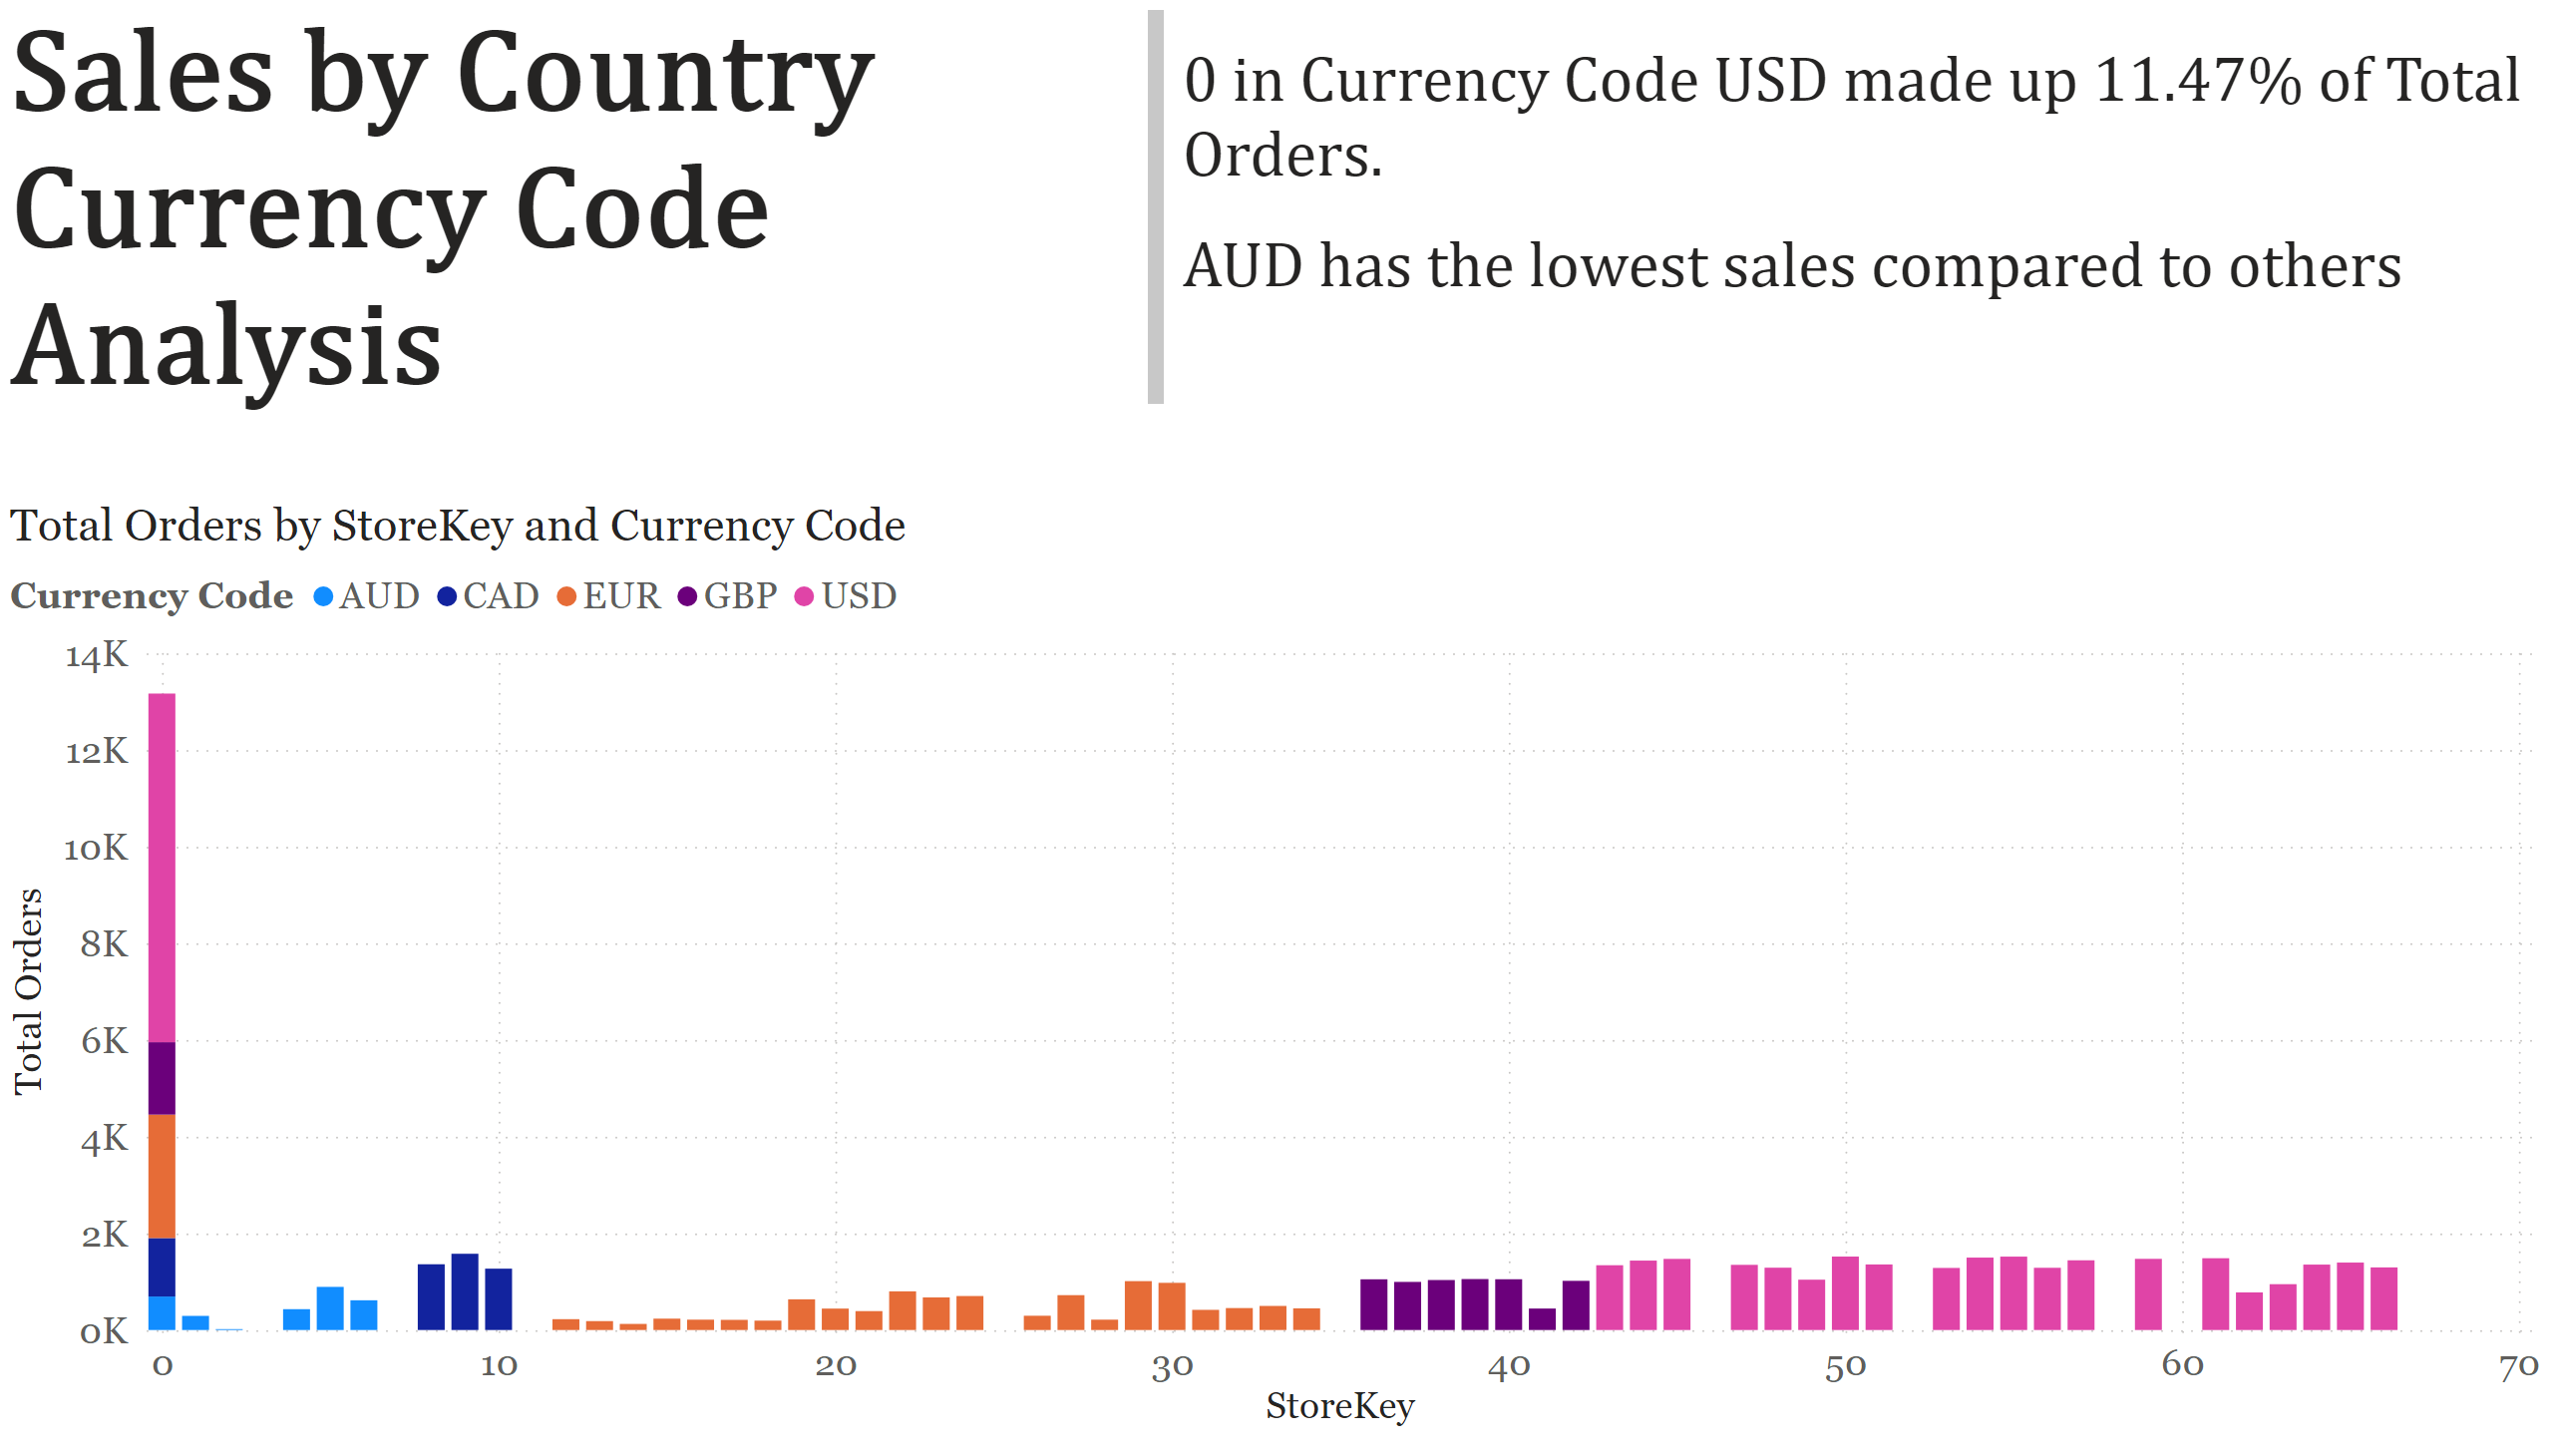 Sales by Country
Currency Code
Analysis
0 in Currency Code USD made up 11.47% of Total
Orders.
AUD has the lowest sales compared to others
Total Orders by StoreKey and Currency Code
Currency Code AUD CAD EUR GBP USD
14K
12K
10K
8K
6K
4K
2K
0K
Total Orders
0 10 20 30 40 50 60 70
StoreKey